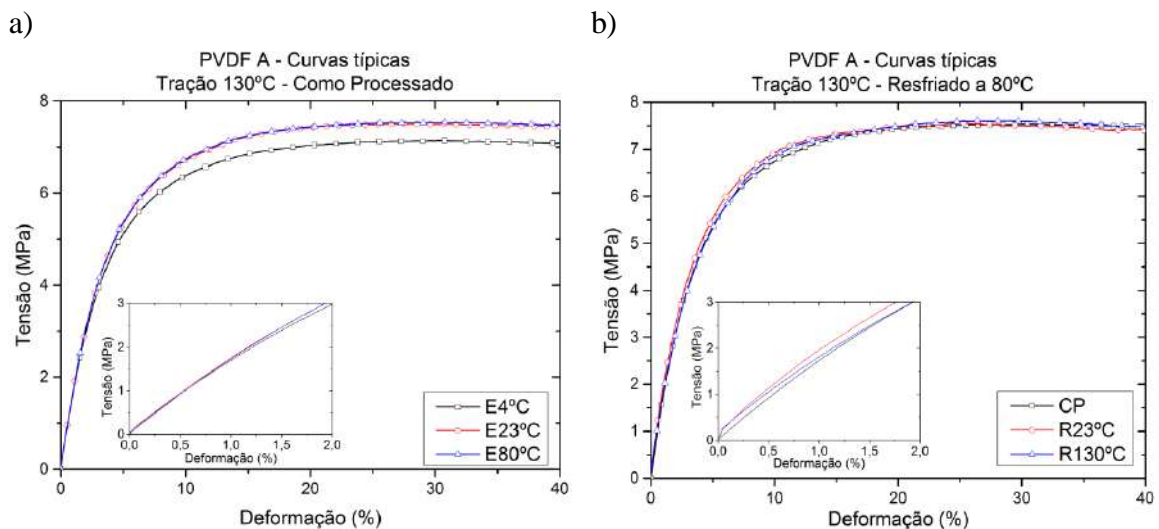 a)
PVDF A - Curvas típicas
Tração 130ºC - Como Processado
8
6
4
2
0
Tensão (MPa)
0
10
20
30
40
Deformação (%)
3
2
1
0
Tensão (MPa)
0,0
0,5
1,0
1,5
2,0
Deformação (%)
E4ºC
E23ºC
E80ºC
b)
PVDF A - Curvas típicas
Tração 130ºC - Resfriado a 80ºC
8
7
6
5
4
3
2
1
0
Tensão (MPa)
0
10
20
30
40
Deformação (%)
3
2
1
0
Tensão (MPa)
0,0
0,5
1,0
1,5
2,0
Deformação (%)
CP
R23ºC
R130ºC